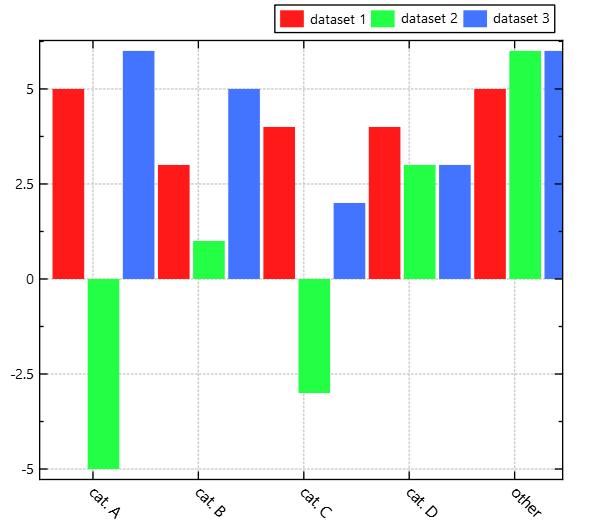 dataset 1 dataset 2 dataset 3
5
2.5
0
-2.5
-5
cat. A cat. B cat. C cat. D other